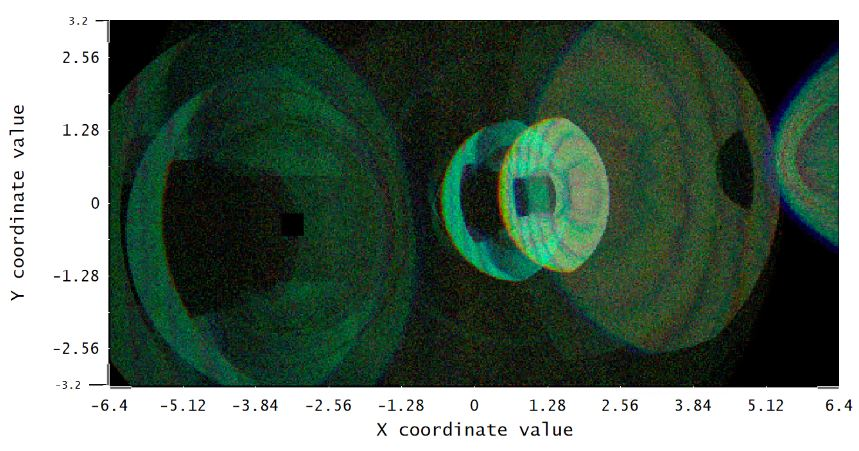 Y coordinate value
3.2
2.56
1.28
0
-1.28
-2.56
-3.2
-6.4 -5.12 -3.84 -2.56 -1.28 0 1.28 2.56 3.84 5.12 6.4
X coordinate value